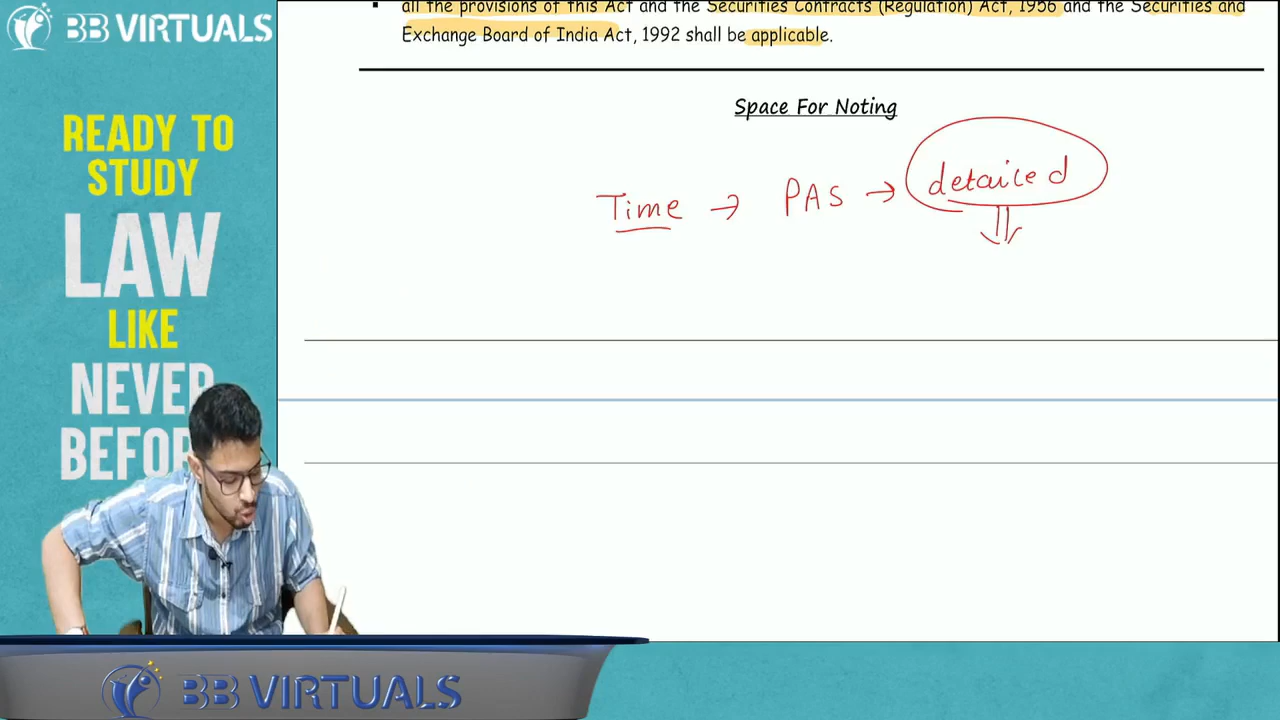 BB VIRTUALS
all the provisions of this Act and the Securities Contracts (Regulation) Act, 1956 and the Securities and
Exchange Board of India Act, 1992 shall be applicable.
Space For Noting
Time → PAS → detailed
READY TO
STUDY
LAW
LIKE
NEVER
BEFOR
BB VIRTUALS